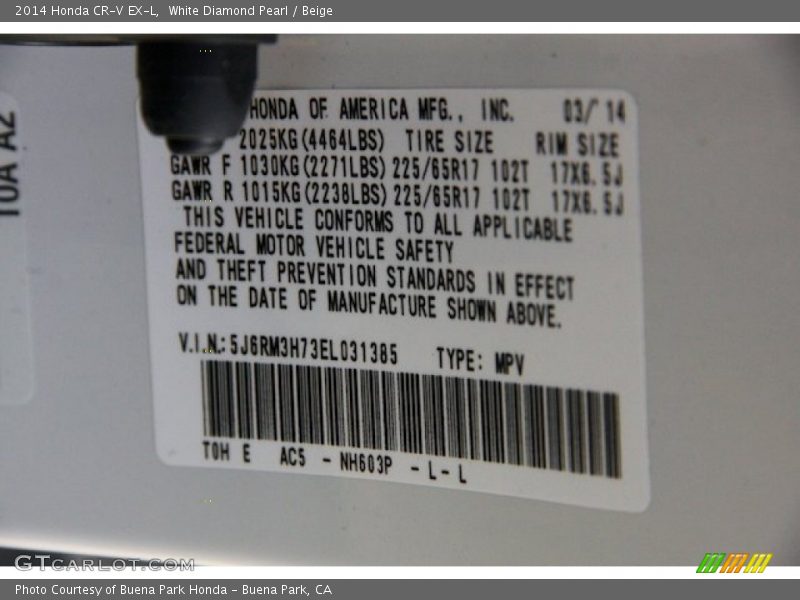 2014 Honda CR-V EX-L, White Diamond Pearl / Beige
HONDA OF AMERICA MFG., INC. 03/ 14
2025KG(4464LBS) TIRE SIZE RIM SIZE
GAWR F 1030KG(2271LBS) 225/65R17 102T 17X6.5J
GAWR R 1015KG(2238LBS) 225/65R17 102T 17X6.5J
THIS VEHICLE CONFORMS TO ALL APPLICABLE
FEDERAL MOTOR VEHICLE SAFETY
AND THEFT PREVENTION STANDARDS IN EFFECT
ON THE DATE OF MANUFACTURE SHOWN ABOVE.
V.I.N.: 5J6RM3H73EL031385 TYPE: MPV
T0H E AC5 - NH603P - L - L
T0A A2
GTCARLOT.COM
Photo Courtesy of Buena Park Honda - Buena Park, CA